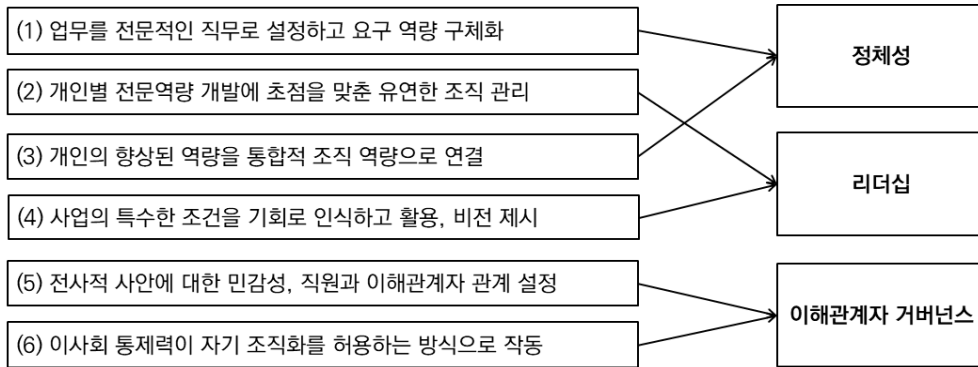 (1) 업무를 전문적인 직무로 설정하고 요구 역량 구체화
(2) 개인별 전문역량 개발에 초점을 맞춘 유연한 조직 관리
(3) 개인의 향상된 역량을 통합적 조직 역량으로 연결
(4) 사업의 특수한 조건을 기회로 인식하고 활용, 비전 제시
(5) 전사적 사안에 대한 민감성, 직원과 이해관계자 관계 설정
(6) 이사회 통제력이 자기 조직화를 허용하는 방식으로 작동
정체성
리더십
이해관계자 거버넌스